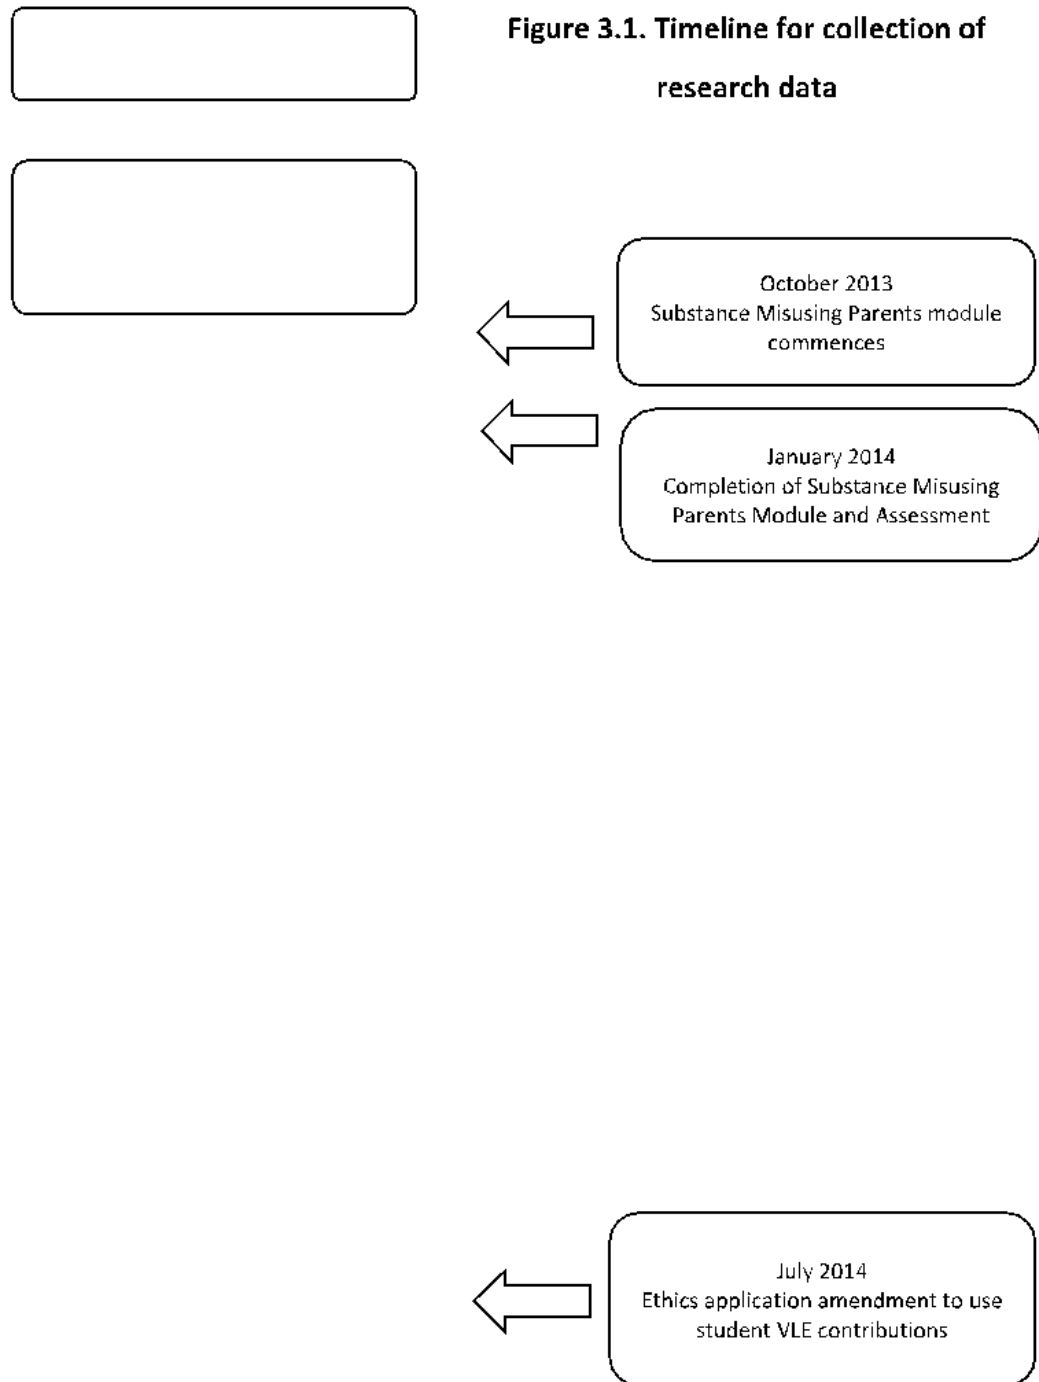 Figure 3.1. Timeline for collection of
research data
October 2013
Substance Misusing Parents module
commences
January 2014
Completion of Substance Misusing
Parents Module and Assessment
July 2014
Ethics application amendment to use
student VLE contributions